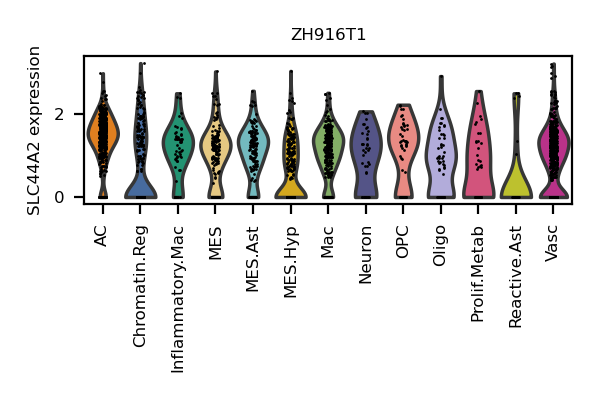 ZH916T1
SLC44A2 expression
2
0
AC
Chromatin.Reg
Inflammatory.Mac
MES
MES.Ast
MES.Hyp
Mac
Neuron
OPC
Oligo
Prolif.Metab
Reactive.Ast
Vasc